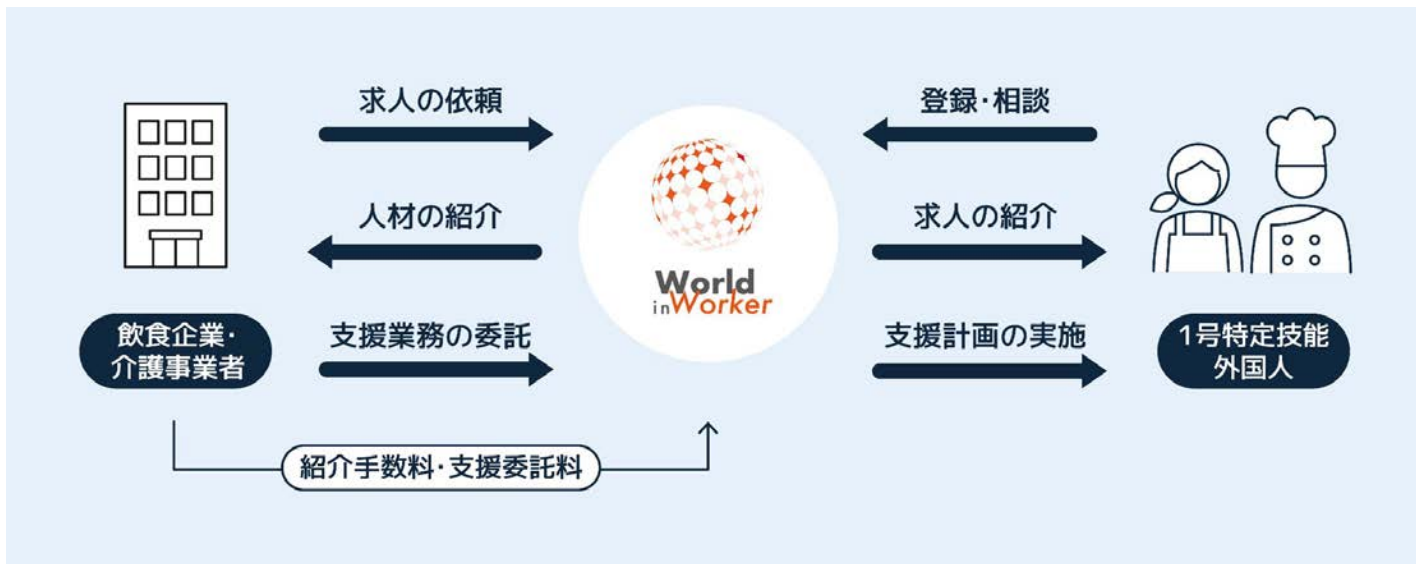 求人の依頼
登録・相談
人材の紹介
求人の紹介
World
inWorker
飲食企業・
介護事業者
支援業務の委託
支援計画の実施
1号特定技能
外国人
紹介手数料・支援委託料